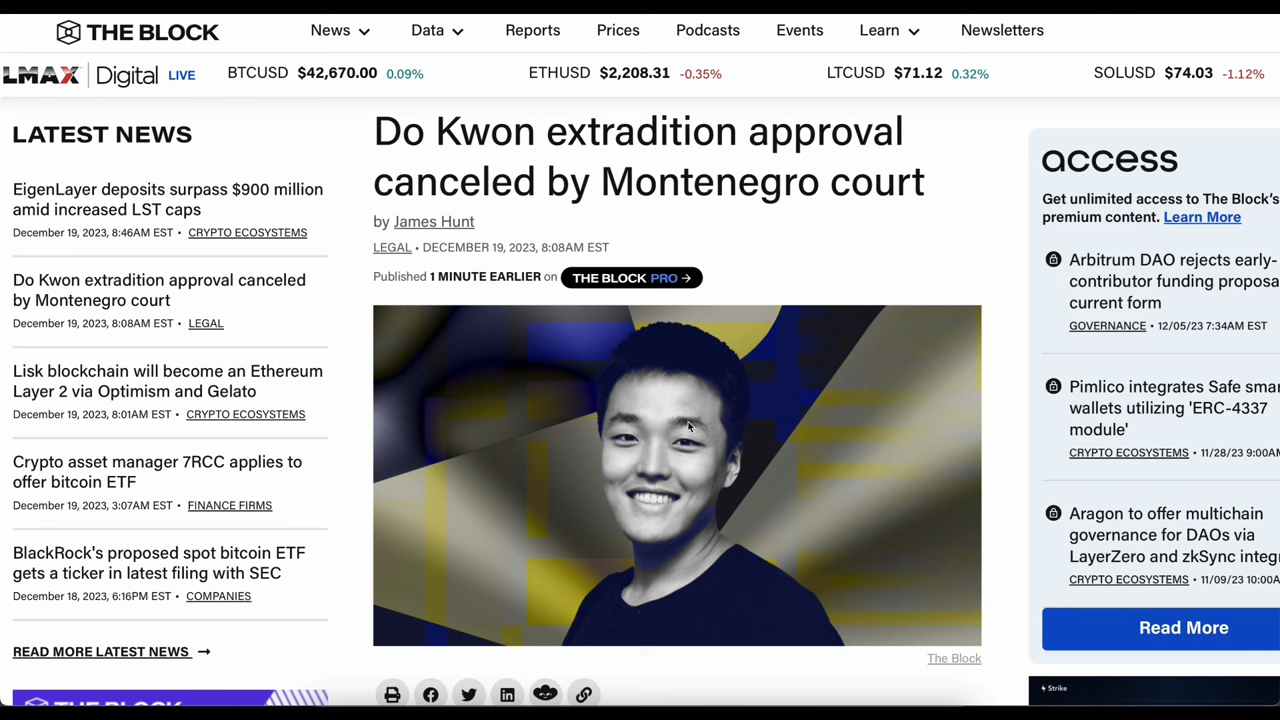 THE BLOCK
News
Data
Reports
Prices
Podcasts
Events
Learn
Newsletters
LMAX Digital LIVE
BTCUSD $42,670.00 0.09%
ETHUSD $2,208.31 -0.35%
LTCUSD $71.12 0.32%
SOLUSD $74.03 -1.12%
LATEST NEWS
EigenLayer deposits surpass $900 million
amid increased LST caps
December 19, 2023, 8:46AM EST • CRYPTO ECOSYSTEMS
Do Kwon extradition approval canceled
by Montenegro court
December 19, 2023, 8:08AM EST • LEGAL
Lisk blockchain will become an Ethereum
Layer 2 via Optimism and Gelato
December 19, 2023, 8:01AM EST • CRYPTO ECOSYSTEMS
Crypto asset manager 7RCC applies to
offer bitcoin ETF
December 19, 2023, 3:07AM EST • FINANCE FIRMS
BlackRock's proposed spot bitcoin ETF
gets a ticker in latest filing with SEC
December 18, 2023, 6:16PM EST • COMPANIES
READ MORE LATEST NEWS →
THE BLOCK
Do Kwon extradition approval
canceled by Montenegro court
by James Hunt
LEGAL • DECEMBER 19, 2023, 8:08AM EST
Published 1 MINUTE EARLIER on THE BLOCK PRO →
The Block
access
Get unlimited access to The Block's
premium content. Learn More
Arbitrum DAO rejects early-
contributor funding proposa
current form
GOVERNANCE • 12/05/23 7:34AM EST
Pimlico integrates Safe smar
wallets utilizing 'ERC-4337
module'
CRYPTO ECOSYSTEMS • 11/28/23 9:00AM
Aragon to offer multichain
governance for DAOs via
LayerZero and zkSync integr
CRYPTO ECOSYSTEMS • 11/09/23 10:00A
Read More
Strike